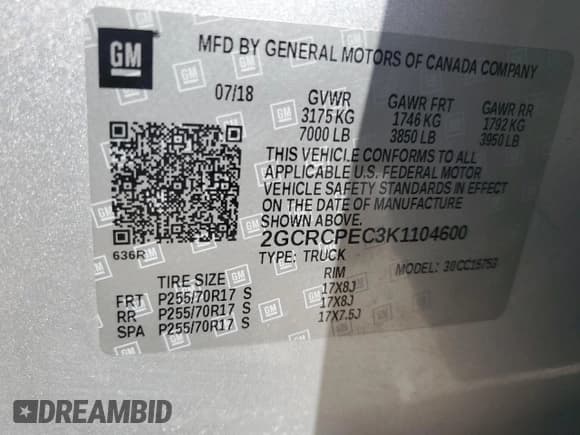 GM
MFD BY GENERAL MOTORS OF CANADA COMPANY
07/18 GVWR GAWR FRT GAWR RR
3175 KG 1746 KG 1792 KG
7000 LB 3850 LB 3950 LB
THIS VEHICLE CONFORMS TO ALL
APPLICABLE U.S. FEDERAL MOTOR
VEHICLE SAFETY STANDARDS IN EFFECT
ON THE DATE OF MANUFACTURE
SHOWN ABOVE.
636R 2GCRCPEC3K1104600
TYPE: TRUCK MODEL:
TIRE SIZE RIM
FRT P255/70R17 S 17X8J
RR P255/70R17 S 17X8J
SPA P255/70R17 S 17X7.5J
DREAMBID